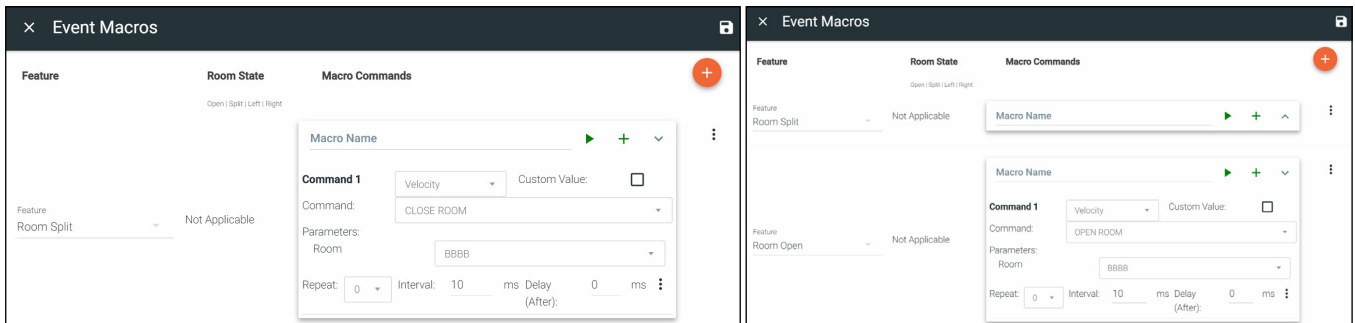 Event Macros
Feature Room State Macro Commands
Open | Split | Left | Right
Macro Name
Command 1 Velocity Custom Value:
Command: CLOSE ROOM
Feature
Room Split Not Applicable
Parameters:
Room BBBB
Repeat: 0 Interval: 10 ms Delay (After): 0 ms
Event Macros
Feature Room State Macro Commands
Open | Split | Left | Right
Feature
Room Split Not Applicable Macro Name
Macro Name
Command 1 Velocity Custom Value:
Command: OPEN ROOM
Feature
Room Open Not Applicable
Parameters:
Room BBBB
Repeat: 0 Interval: 10 ms Delay (After): 0 ms